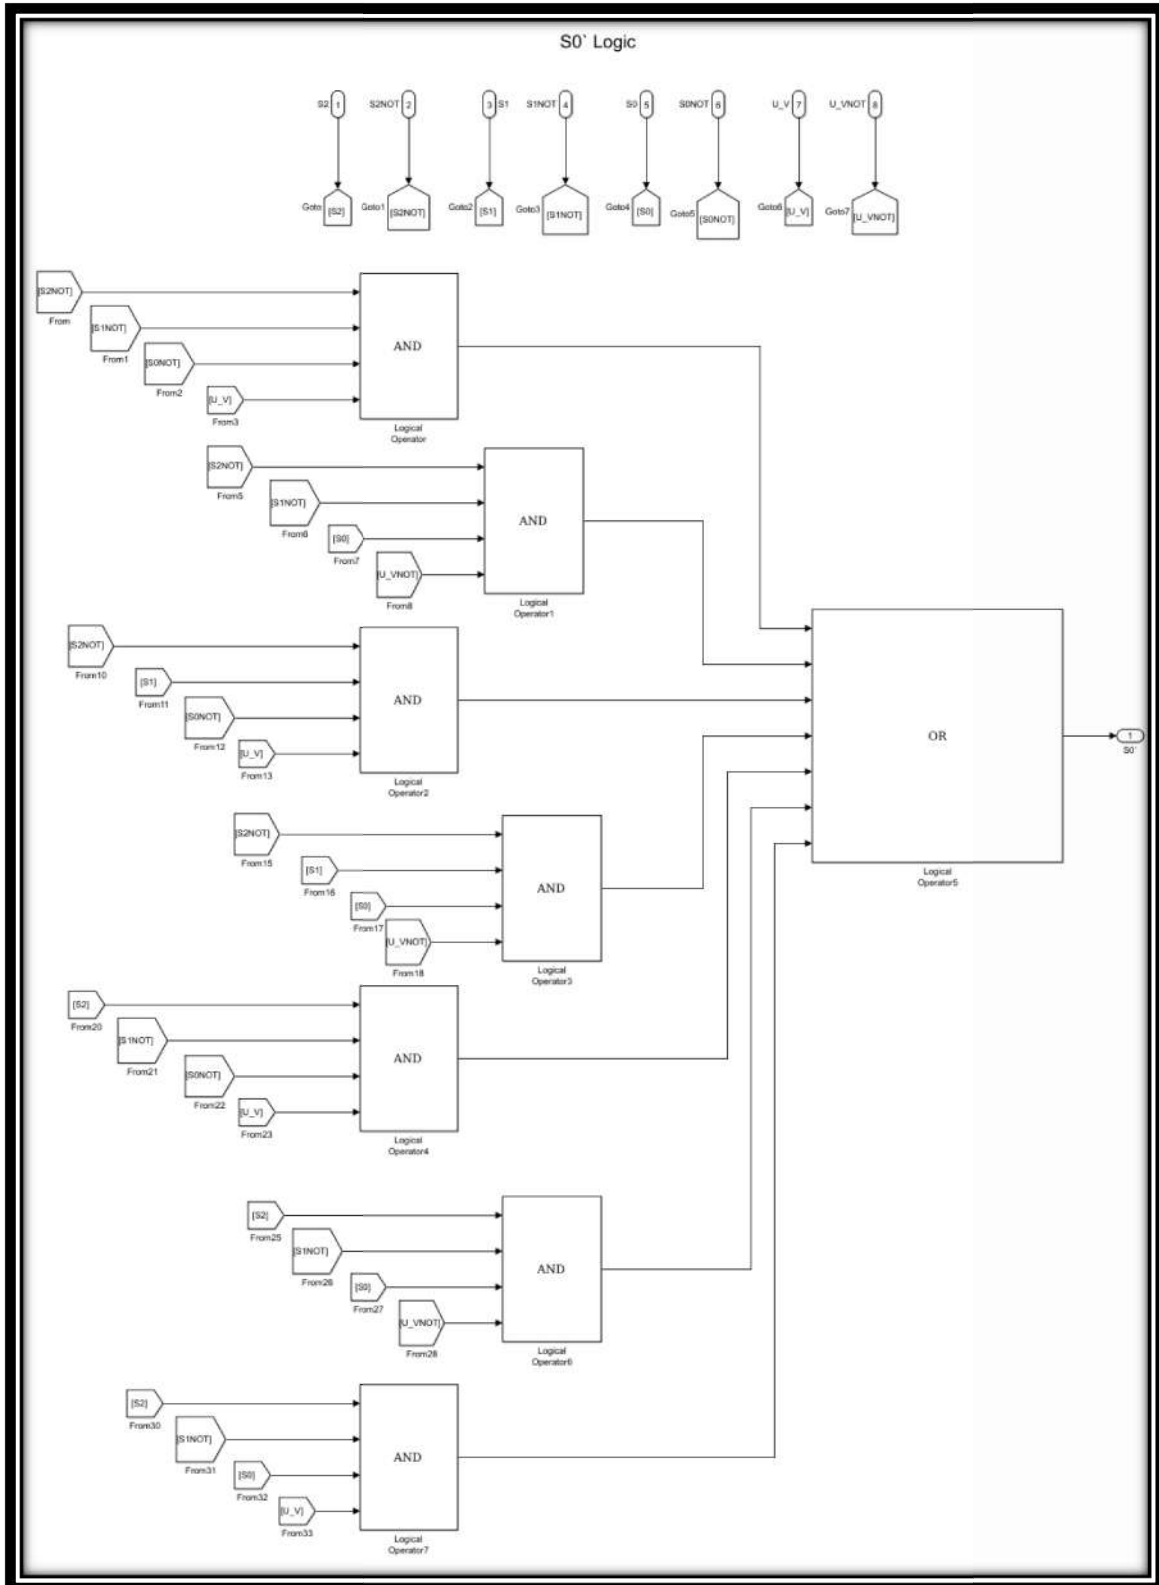 S0` Logic
S2 1 S2NOT 2 3 S1 S1NOT 4 S0 5 S0NOT 6 U_V 7 U_VNOT 8
Goto [S2] Goto1 [S2NOT] Goto2 [S1] Goto3 [S1NOT] Goto4 [S0] Goto5 [S0NOT] Goto6 [U_V] Goto7 [U_VNOT]
[S2NOT]
From
[S1NOT]
From1
[S0NOT]
From2
[U_V]
From3
AND
Logical
Operator
[S2NOT]
From5
[S1NOT]
From6
[S0]
From7
[U_VNOT]
From8
AND
Logical
Operator1
[S2NOT]
From10
[S1]
From11
[S0NOT]
From12
[U_V]
From13
AND
Logical
Operator2
[S2NOT]
From15
[S1]
From16
[S0]
From17
[U_VNOT]
From18
AND
Logical
Operator3
[S2]
From20
[S1NOT]
From21
[S0NOT]
From22
[U_V]
From23
AND
Logical
Operator4
[S2]
From25
[S1NOT]
From26
[S0]
From27
[U_VNOT]
From28
AND
Logical
Operator6
[S2]
From30
[S1NOT]
From31
[S0]
From32
[U_V]
From33
AND
Logical
Operator7
OR
Logical
Operator5
1
S0`